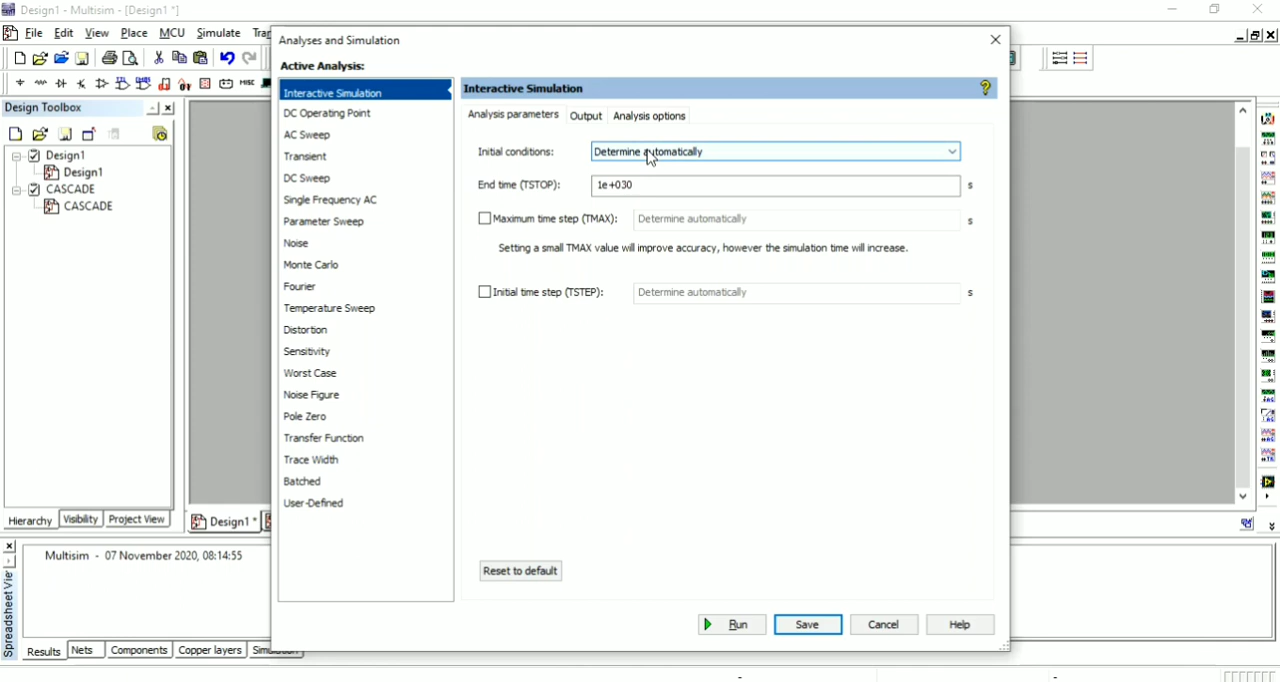 Design1 - Multisim - [Design1 *]
File Edit View Place MCU Simulate
Analyses and Simulation
Active Analysis:
Interactive Simulation
DC Operating Point
AC Sweep
Transient
DC Sweep
Single Frequency AC
Parameter Sweep
Noise
Monte Carlo
Fourier
Temperature Sweep
Distortion
Sensitivity
Worst Case
Noise Figure
Pole Zero
Transfer Function
Trace Width
Batched
User-Defined
Interactive Simulation
Analysis parameters Output Analysis options
Initial conditions: Determine automatically
End time (TSTOP): 1e+030 s
Maximum time step (TMAX): Determine automatically s
Setting a small TMAX value will improve accuracy, however the simulation time will increase.
Initial time step (TSTEP): Determine automatically s
Reset to default
Run Save Cancel Help
Design Toolbox
Design1
Design1
CASCADE
CASCADE
Hierarchy Visibility Project View
Design1 *
Multisim - 07 November 2020, 08:14:55
Results Nets Components Copper layers